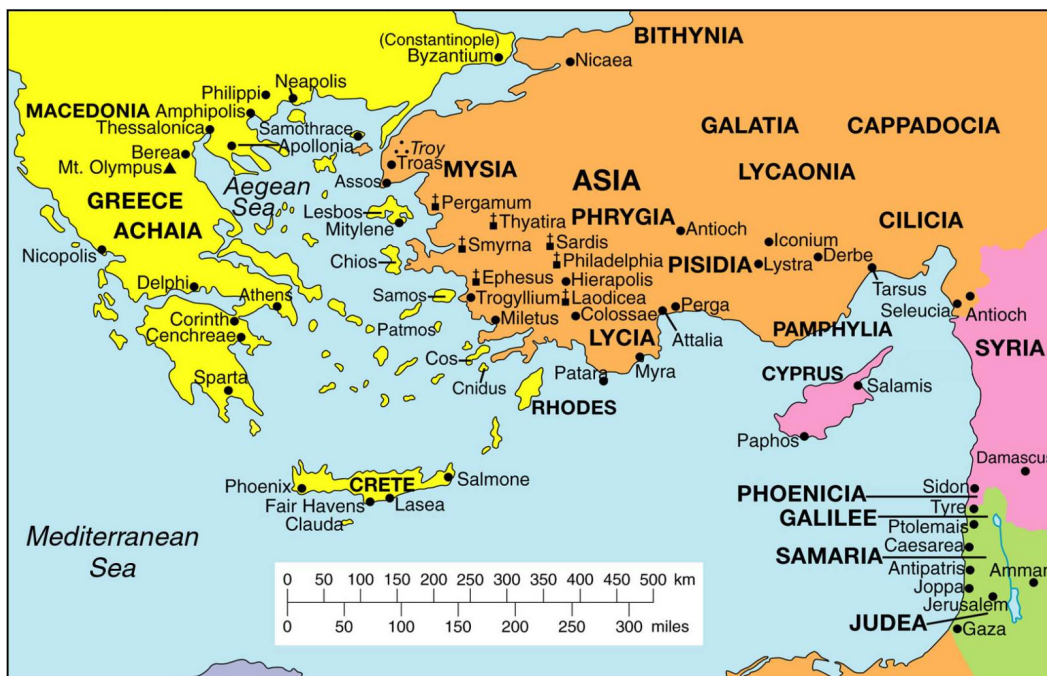 (Constantinople)
Byzantium
BITHYNIA
Nicaea
Neapolis
Philippi
MACEDONIA
Amphipolis
Thessalonica
Samothrace
Apollonia
GALATIA
CAPPADOCIA
Berea
Troy
Troas
Mt. Olympus
MYSIA
ASIA
LYCAONIA
Aegean
Sea
Assos
GREECE
Pergamum
Lesbos
Mitylene
Thyatira
PHRYGIA
Antioch
CILICIA
ACHAIA
Nicopolis
Smyrna
Sardis
Iconium
Chios
Philadelphia
PISIDIA
Lystra
Derbe
Delphi
Ephesus
Hierapolis
Tarsus
Athens
Samos
Trogyllium
Laodicea
Perga
Seleucia
Antioch
Corinth
Patmos
Miletus
Colossae
Attalia
PAMPHYLIA
Cenchreae
LYCIA
SYRIA
Cos
Sparta
Cnidus
Patara
Myra
CYPRUS
Salamis
RHODES
Paphos
Damascus
Phoenix
CRETE
Salmone
Fair Havens
Lasea
Clauda
PHOENICIA
Sidon
Tyre
GALILEE
Ptolemais
Mediterranean
Sea
SAMARIA
Caesarea
Antipatris
Amman
Joppa
Jerusalem
JUDEA
Gaza
0 50 100 150 200 250 300 350 400 500 km
0 50 100 150 200 250 300 miles